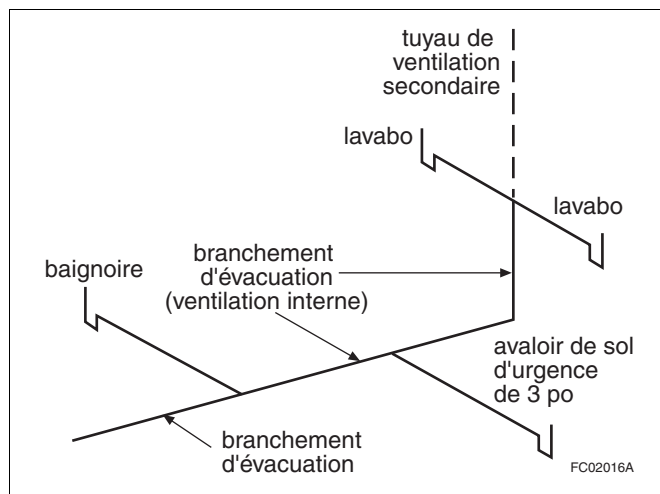 tuyau de
ventilation
secondaire
lavabo
lavabo
branchement
d'évacuation
(ventilation interne)
baignoire
avaloir de sol
d'urgence
de 3 po
branchement
d'évacuation
FC02016A